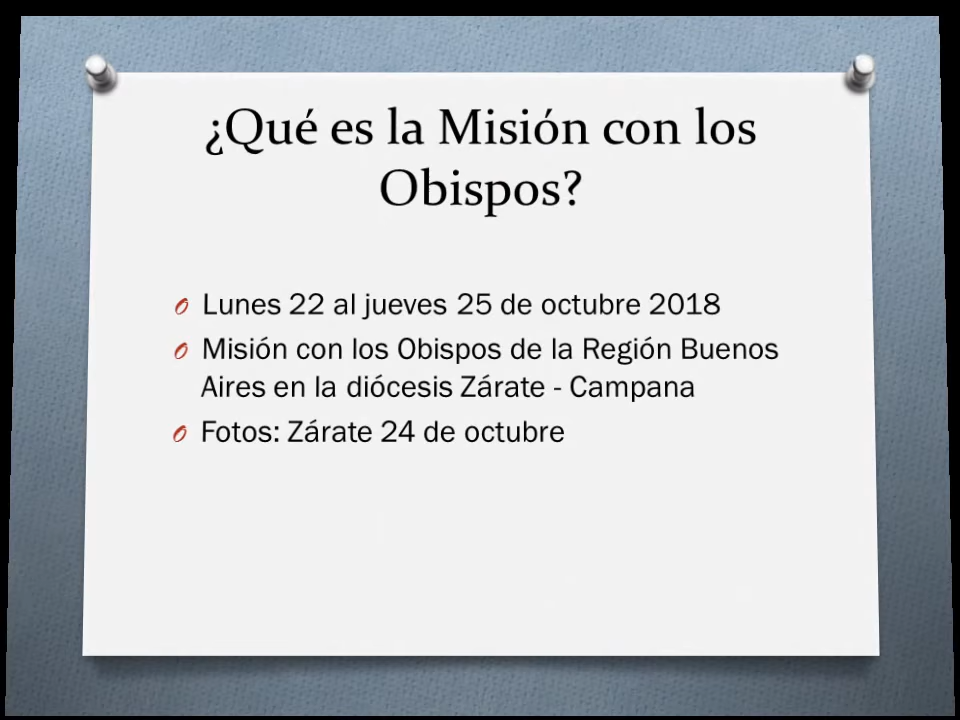 ¿Qué es la Misión con los
Obispos?
Lunes 22 al jueves 25 de octubre 2018
Misión con los Obispos de la Región Buenos
Aires en la diócesis Zárate - Campana
Fotos: Zárate 24 de octubre